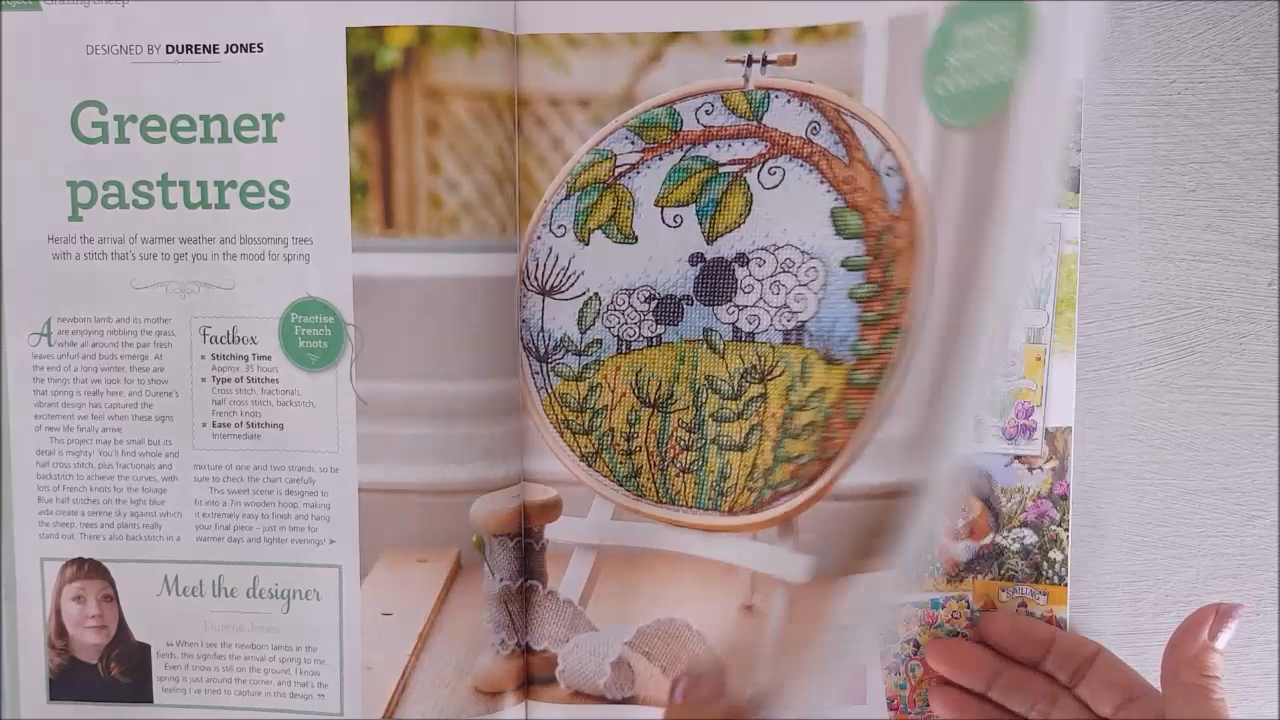 Grazing Sheep
DESIGNED BY DURENE JONES
Greener
pastures
Herald the arrival of warmer weather and blossoming trees
with a stitch that's sure to get you in the mood for spring
A newborn lamb and its mother
are enjoying nibbling the grass,
while all around the pair fresh
leaves unfurl and buds emerge. At
the end of a long winter, these are
the things that we look for to show
that spring is really here, and Durene's
vibrant design has captured the
excitement we feel when these signs
of new life finally arrive.
This project may be small but its
detail is mighty! You'll find whole and
half cross stitch, plus fractionals and
backstitch to achieve the curves, with
lots of French knots for the foliage.
Blue half stitches on the light blue
aida create a serene sky against which
the sheep, trees and plants really
stand out. There's also backstitch in a
Factbox
Stitching Time
Approx. 35 hours
Type of Stitches
Cross stitch, fractionals,
half cross stitch, backstitch,
French knots
Ease of Stitching
Intermediate
Practise
French
knots
mixture of one and two strands, so be
sure to check the chart carefully.
This sweet scene is designed to
fit into a 7in wooden hoop, making
it extremely easy to finish and hang
your final piece – just in time for
warmer days and lighter evenings!
Meet the designer
Durene Jones
“When I see the newborn lambs in the
fields, this signifies the arrival of spring to me.
Even if snow is still on the ground, I know
spring is just around the corner, and that's the
feeling I've tried to capture in this design.”
SAILING